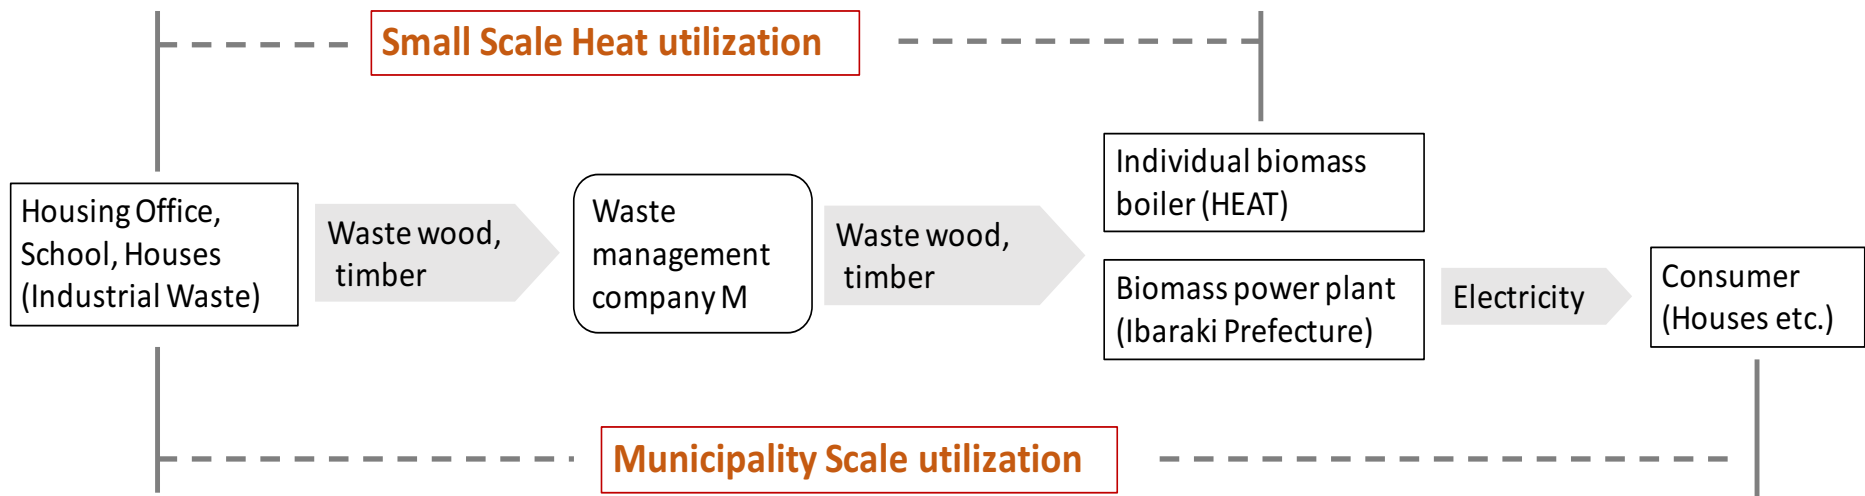 Small Scale Heat utilization
Housing Office,
School, Houses
(Industrial Waste)
Waste wood,
timber
Waste
management
company M
Waste wood,
timber
Individual biomass
boiler (HEAT)
Biomass power plant
(Ibaraki Prefecture)
Electricity
Consumer
(Houses etc.)
Municipality Scale utilization